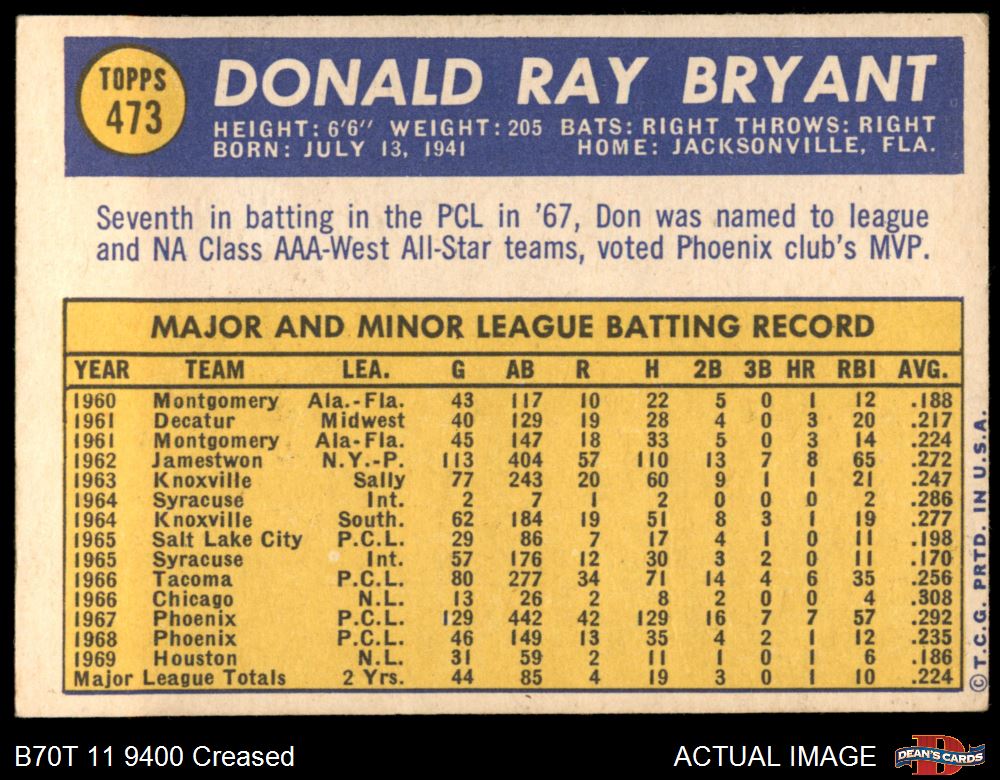 TOPPS
473
DONALD RAY BRYANT
HEIGHT: 6'6" WEIGHT: 205 BATS: RIGHT THROWS: RIGHT
BORN: JULY 13, 1941 HOME: JACKSONVILLE, FLA.
Seventh in batting in the PCL in '67, Don was named to league
and NA Class AAA-West All-Star teams, voted Phoenix club's MVP.
MAJOR AND MINOR LEAGUE BATTING RECORD
YEAR TEAM LEA. G AB R H 2B 3B HR RBI AVG.
1960 Montgomery Ala.-Fla. 43 117 10 22 5 0 1 12 .188
1961 Decatur Midwest 40 129 19 28 4 0 3 20 .217
1961 Montgomery Ala-Fla. 45 147 18 33 5 0 3 14 .224
1962 Jamestwon N.Y.-P. 113 404 57 110 13 7 8 65 .272
1963 Knoxville Sally 77 243 20 60 9 1 1 21 .247
1964 Syracuse Int. 2 7 1 2 0 0 0 2 .286
1964 Knoxville South. 62 184 19 51 8 3 1 19 .277
1965 Salt Lake City P.C.L. 29 86 7 17 4 1 0 11 .198
1965 Syracuse Int. 57 176 12 30 3 2 0 11 .170
1966 Tacoma P.C.L. 80 277 34 71 14 4 6 35 .256
1966 Chicago N.L. 13 26 2 8 2 0 0 4 .308
1967 Phoenix P.C.L. 129 442 42 129 16 7 7 57 .292
1968 Phoenix P.C.L. 46 149 13 35 4 2 1 12 .235
1969 Houston N.L. 31 59 2 11 1 0 1 6 .186
Major League Totals 2 Yrs. 44 85 4 19 3 0 1 10 .224
©T.C.G. PRTD. IN U.S.A.
B70T 11 9400 Creased
ACTUAL IMAGE
DEAN'S CARDS